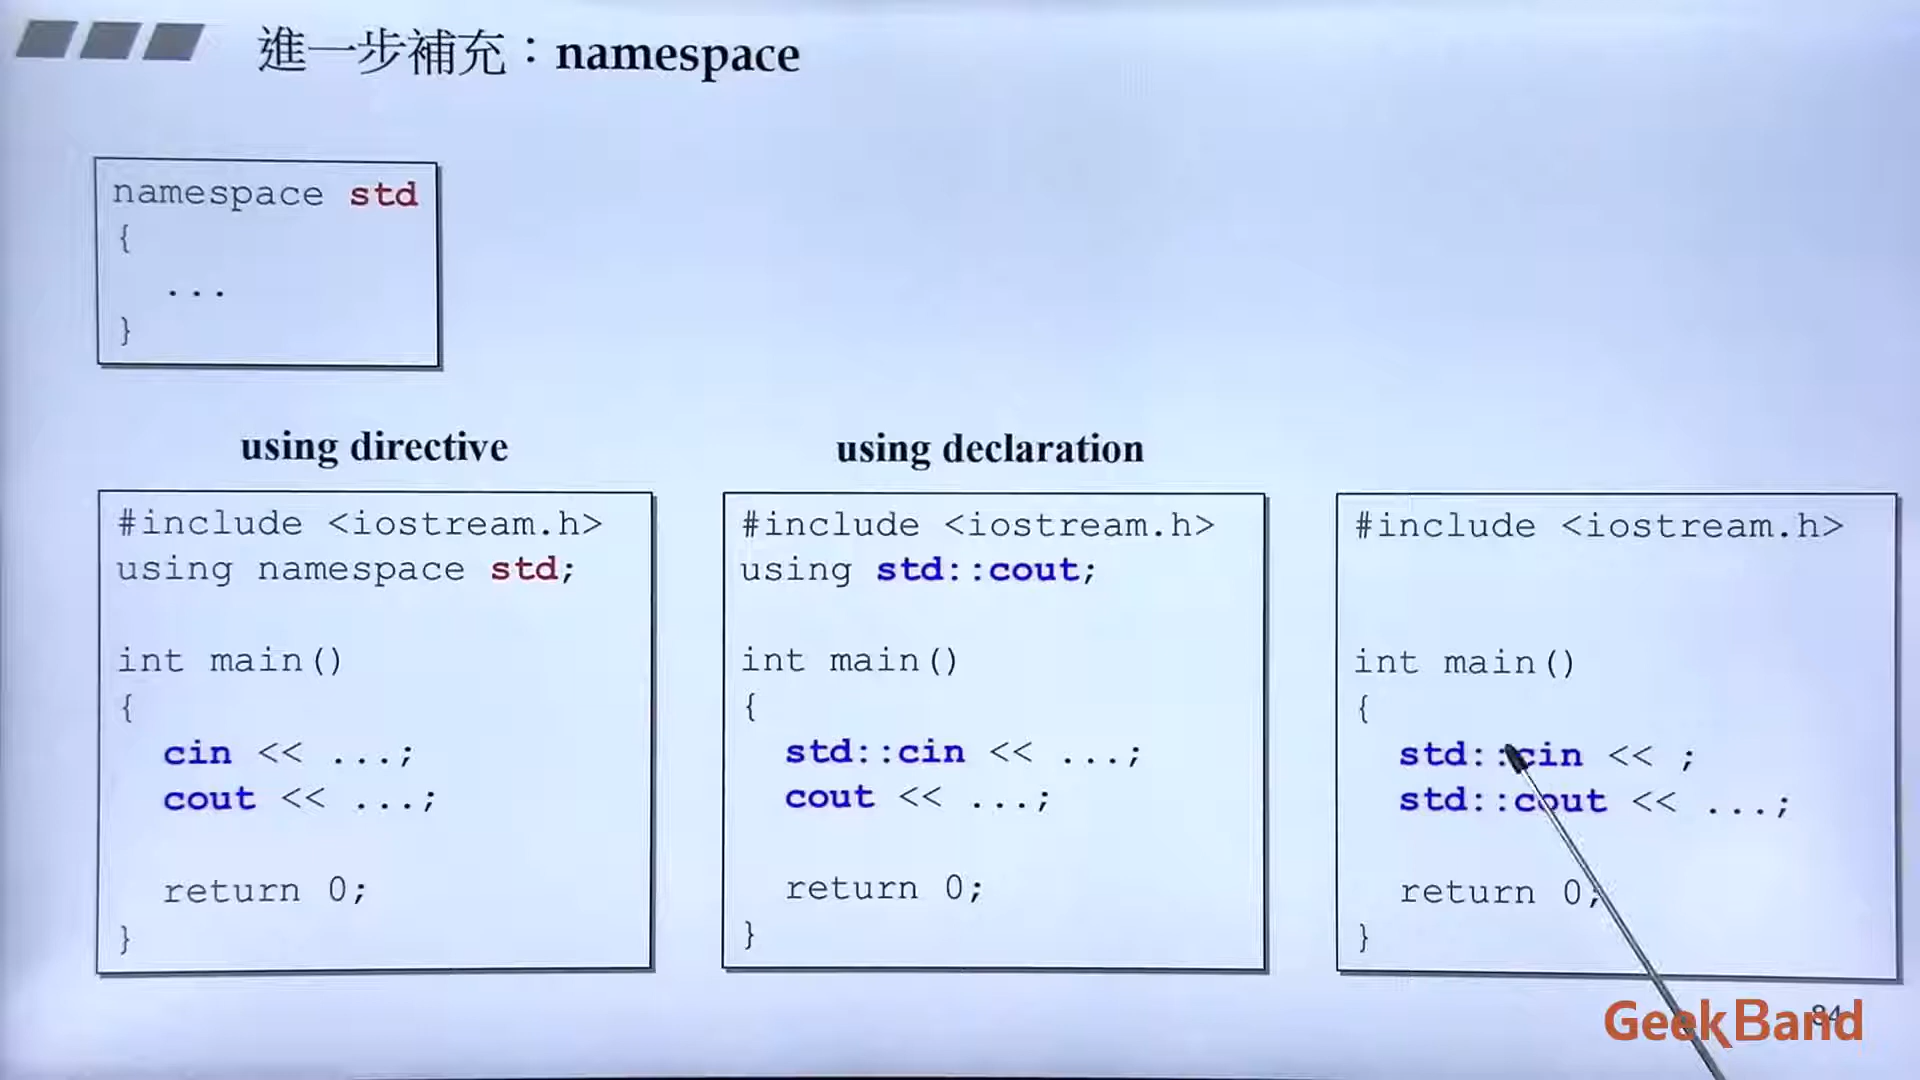 進一步補充：namespace
namespace std
{
...
}
using directive
#include <iostream.h>
using namespace std;
int main()
{
cin << ...;
cout << ...;
return 0;
}
using declaration
#include <iostream.h>
using std::cout;
int main()
{
std::cin << ...;
cout << ...;
return 0;
}
#include <iostream.h>
int main()
{
std::cin << ;
std::cout << ...;
return 0;
}
84
GeekBand